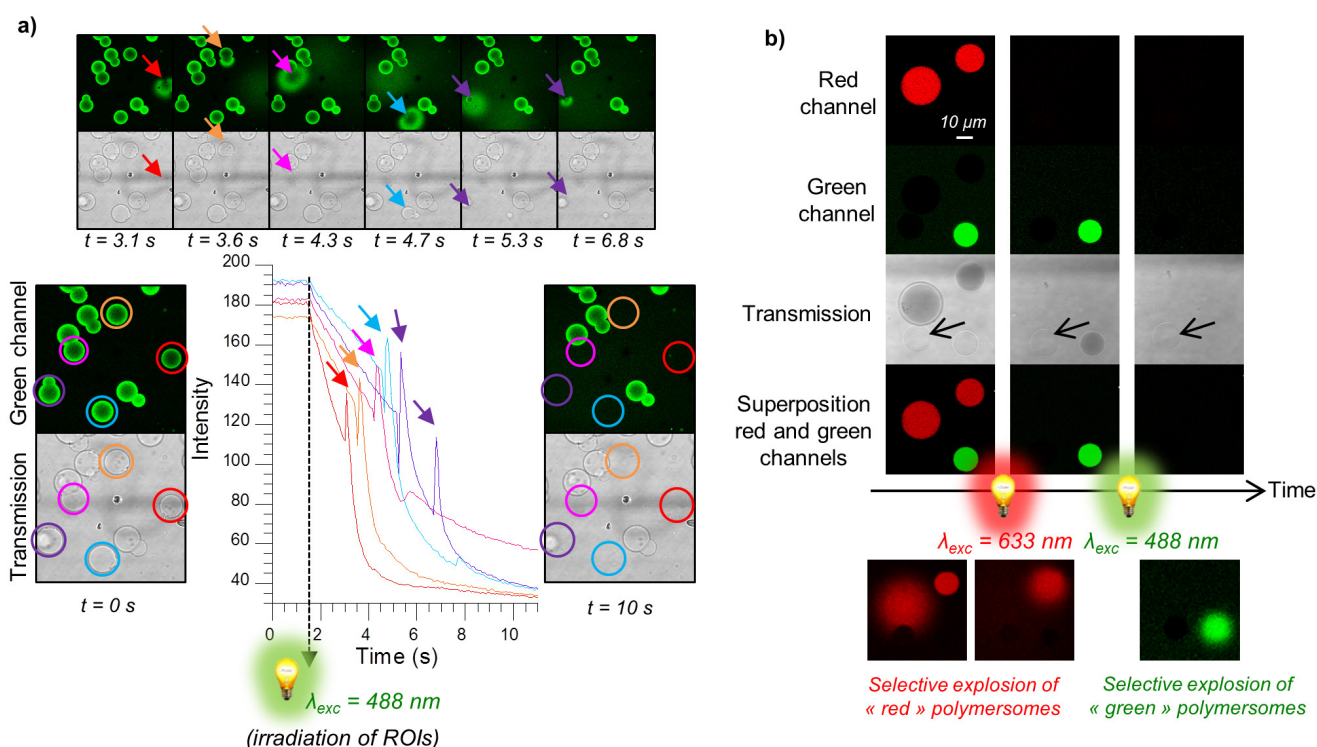 a)
t = 3.1 s
t = 3.6 s
t = 4.3 s
t = 4.7 s
t = 5.3 s
t = 6.8 s
Green channel
Transmission
t = 0 s
Intensity
200
180
160
140
120
100
80
60
40
0
2
4
6
8
10
Time (s)
t = 10 s
λexc = 488 nm
(irradiation of ROIs)
b)
Red
channel
10 µm
Green
channel
Transmission
Superposition
red and green
channels
Time
λexc = 633 nm
λexc = 488 nm
Selective explosion of
« red » polymersomes
Selective explosion of
« green » polymersomes